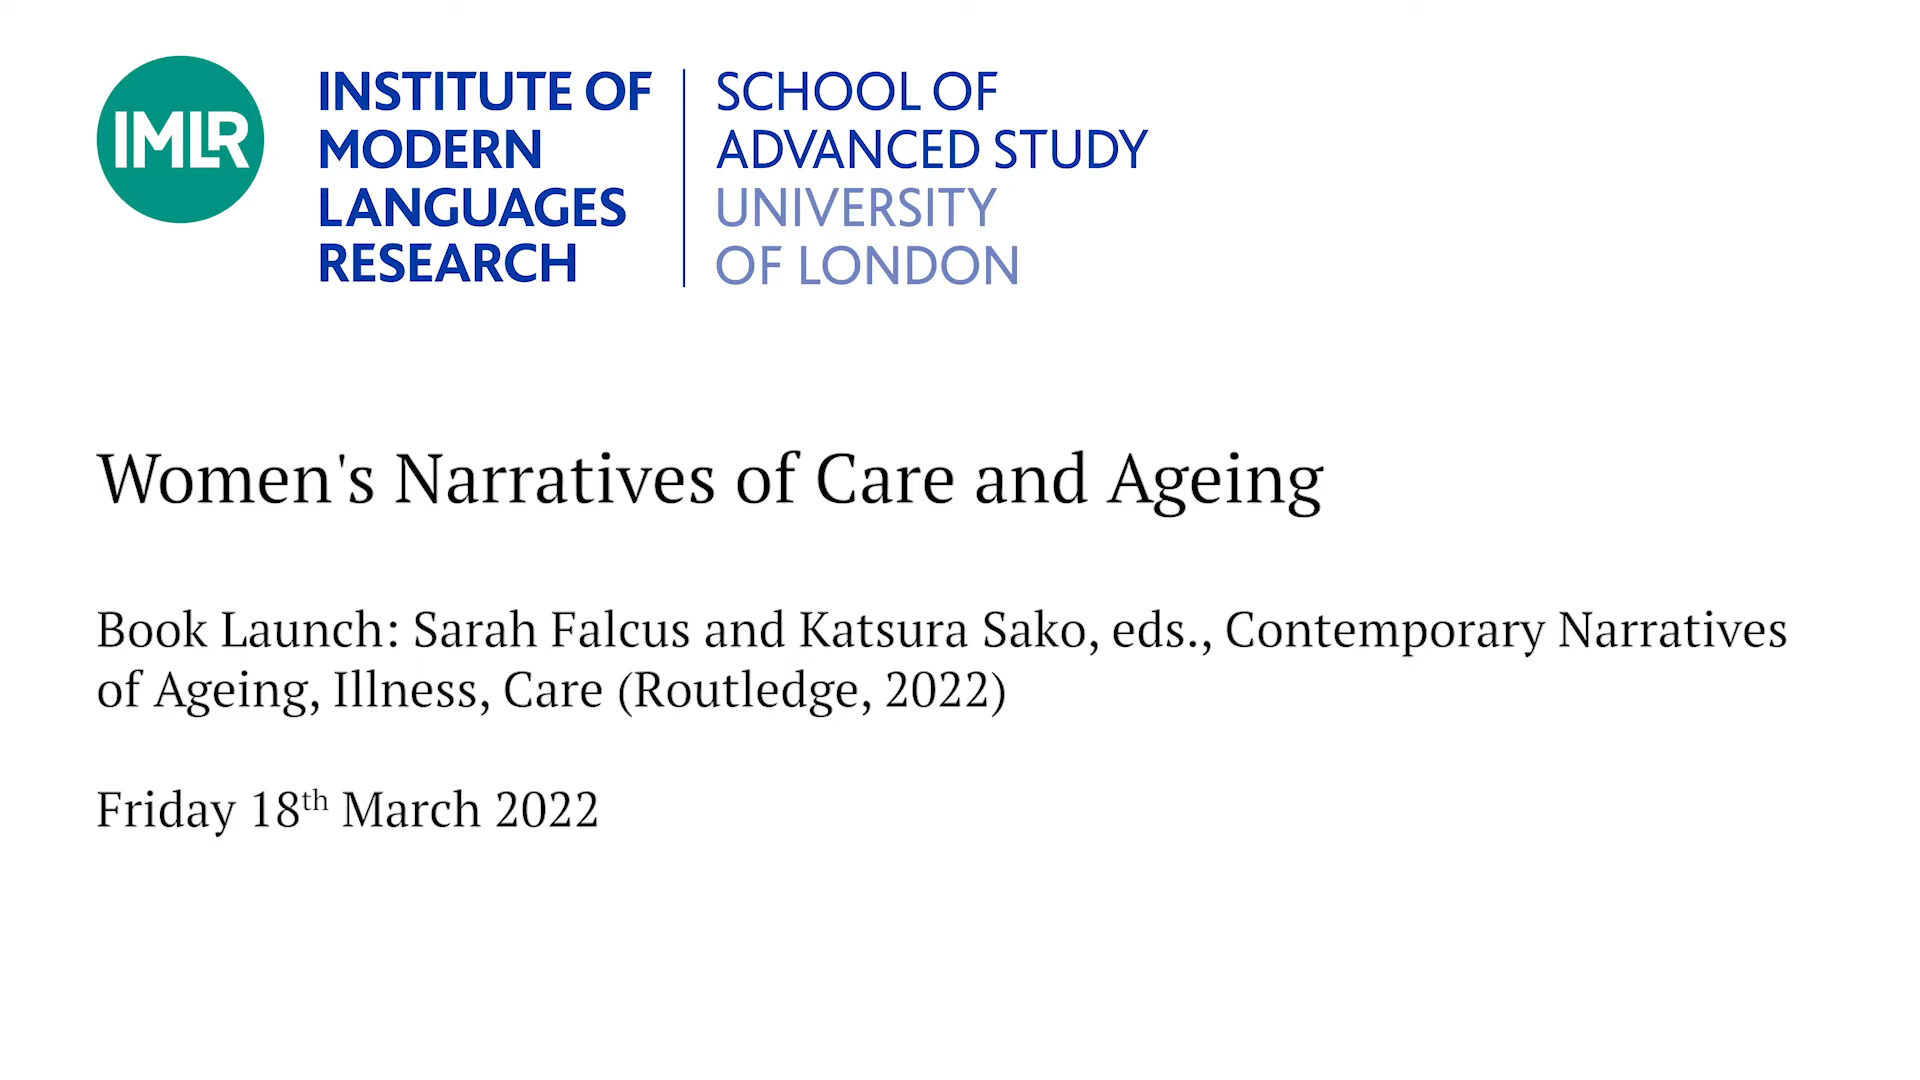 IMLR
INSTITUTE OF
MODERN
LANGUAGES
RESEARCH
SCHOOL OF
ADVANCED STUDY
UNIVERSITY
OF LONDON
Women's Narratives of Care and Ageing
Book Launch: Sarah Falcus and Katsura Sako, eds., Contemporary Narratives
of Ageing, Illness, Care (Routledge, 2022)
Friday 18th March 2022